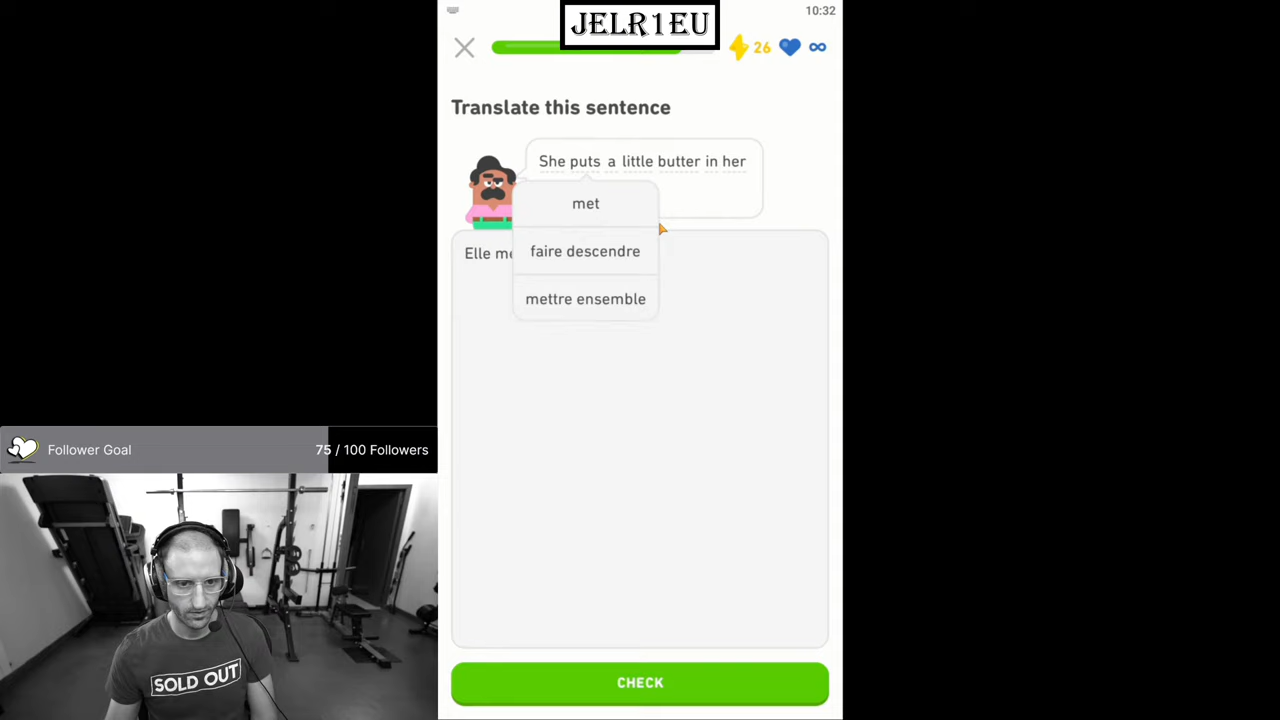 10:32
JELR1EU
26
Translate this sentence
She puts a little butter in her
met
Elle me
faire descendre
mettre ensemble
Follower Goal
75 / 100 Followers
SOLD OUT
CHECK